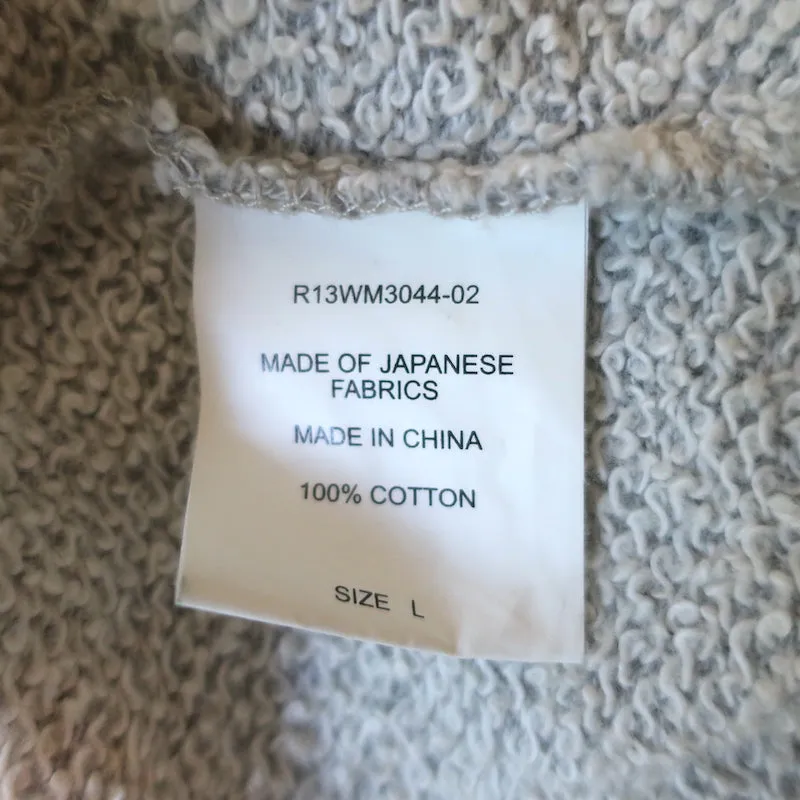 R13WM3044-02
MADE OF JAPANESE
FABRICS
MADE IN CHINA
100% COTTON
SIZE L